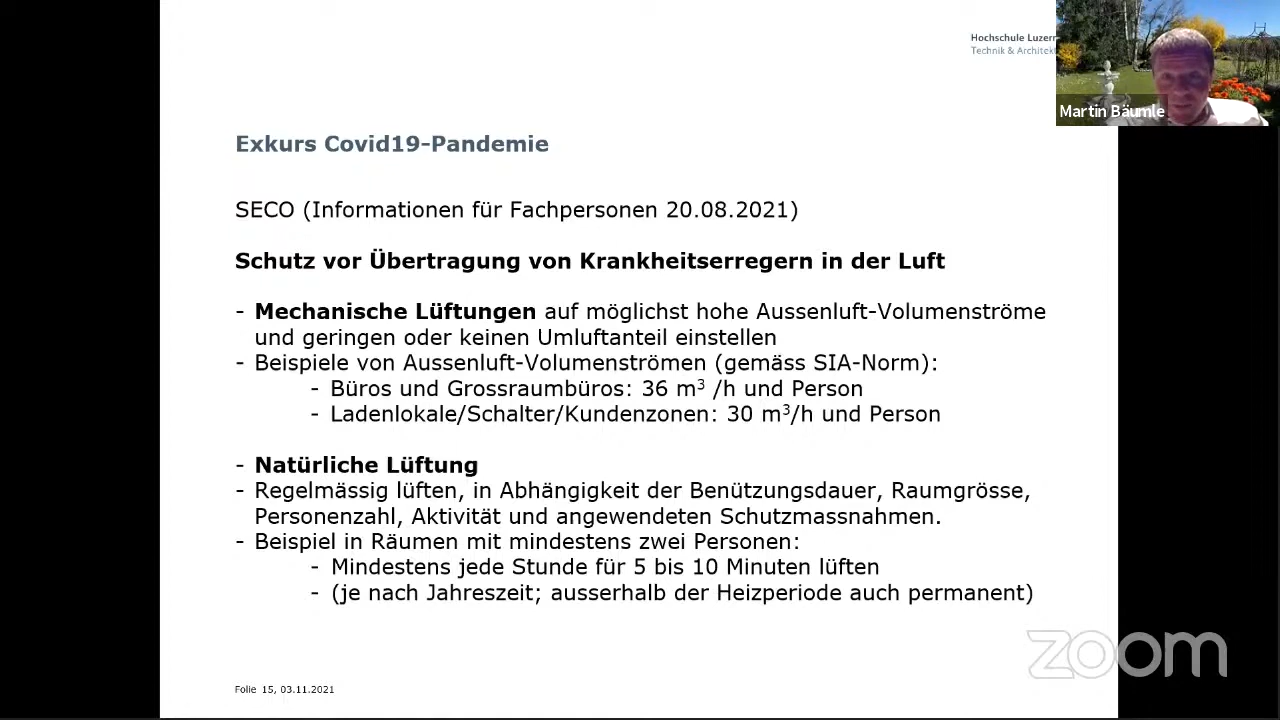 Hochschule Luzern
Technik & Architekt
Martin Bäumle
Exkurs Covid19-Pandemie
SECO (Informationen für Fachpersonen 20.08.2021)
Schutz vor Übertragung von Krankheitserregern in der Luft
- Mechanische Lüftungen auf möglichst hohe Aussenluft-Volumenströme
und geringen oder keinen Umluftanteil einstellen
- Beispiele von Aussenluft-Volumenströmen (gemäss SIA-Norm):
- Büros und Grossraumbüros: 36 m³ /h und Person
- Ladenlokale/Schalter/Kundenzonen: 30 m³/h und Person
- Natürliche Lüftung
- Regelmässig lüften, in Abhängigkeit der Benützungsdauer, Raumgrösse,
Personenzahl, Aktivität und angewendeten Schutzmassnahmen.
- Beispiel in Räumen mit mindestens zwei Personen:
- Mindestens jede Stunde für 5 bis 10 Minuten lüften
- (je nach Jahreszeit; ausserhalb der Heizperiode auch permanent)
zoom
Folie 15, 03.11.2021